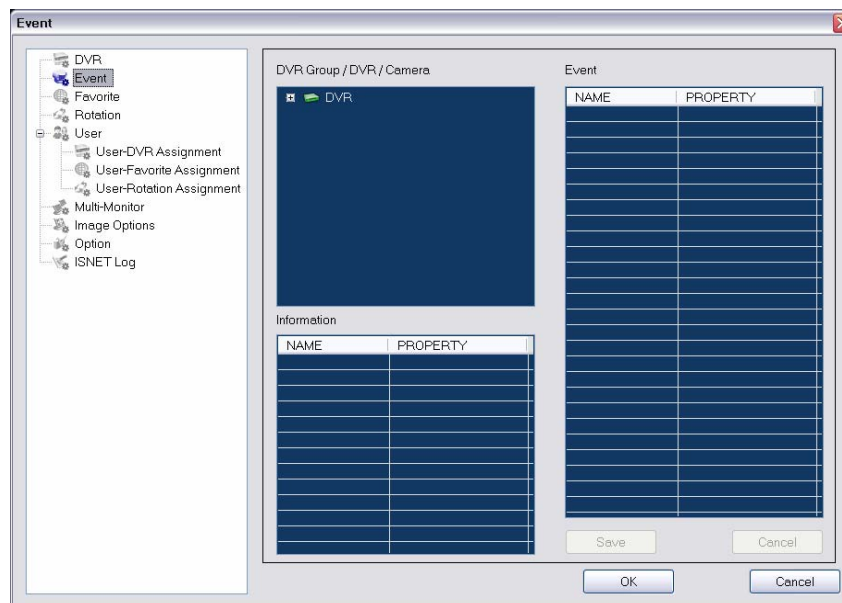 Event
DVR
Event
Favorite
Rotation
User
User-DVR Assignment
User-Favorite Assignment
User-Rotation Assignment
Multi-Monitor
Image Options
Option
ISNET Log
DVR Group / DVR / Camera
DVR
Information
NAME PROPERTY
Event
NAME PROPERTY
Save Cancel
OK Cancel